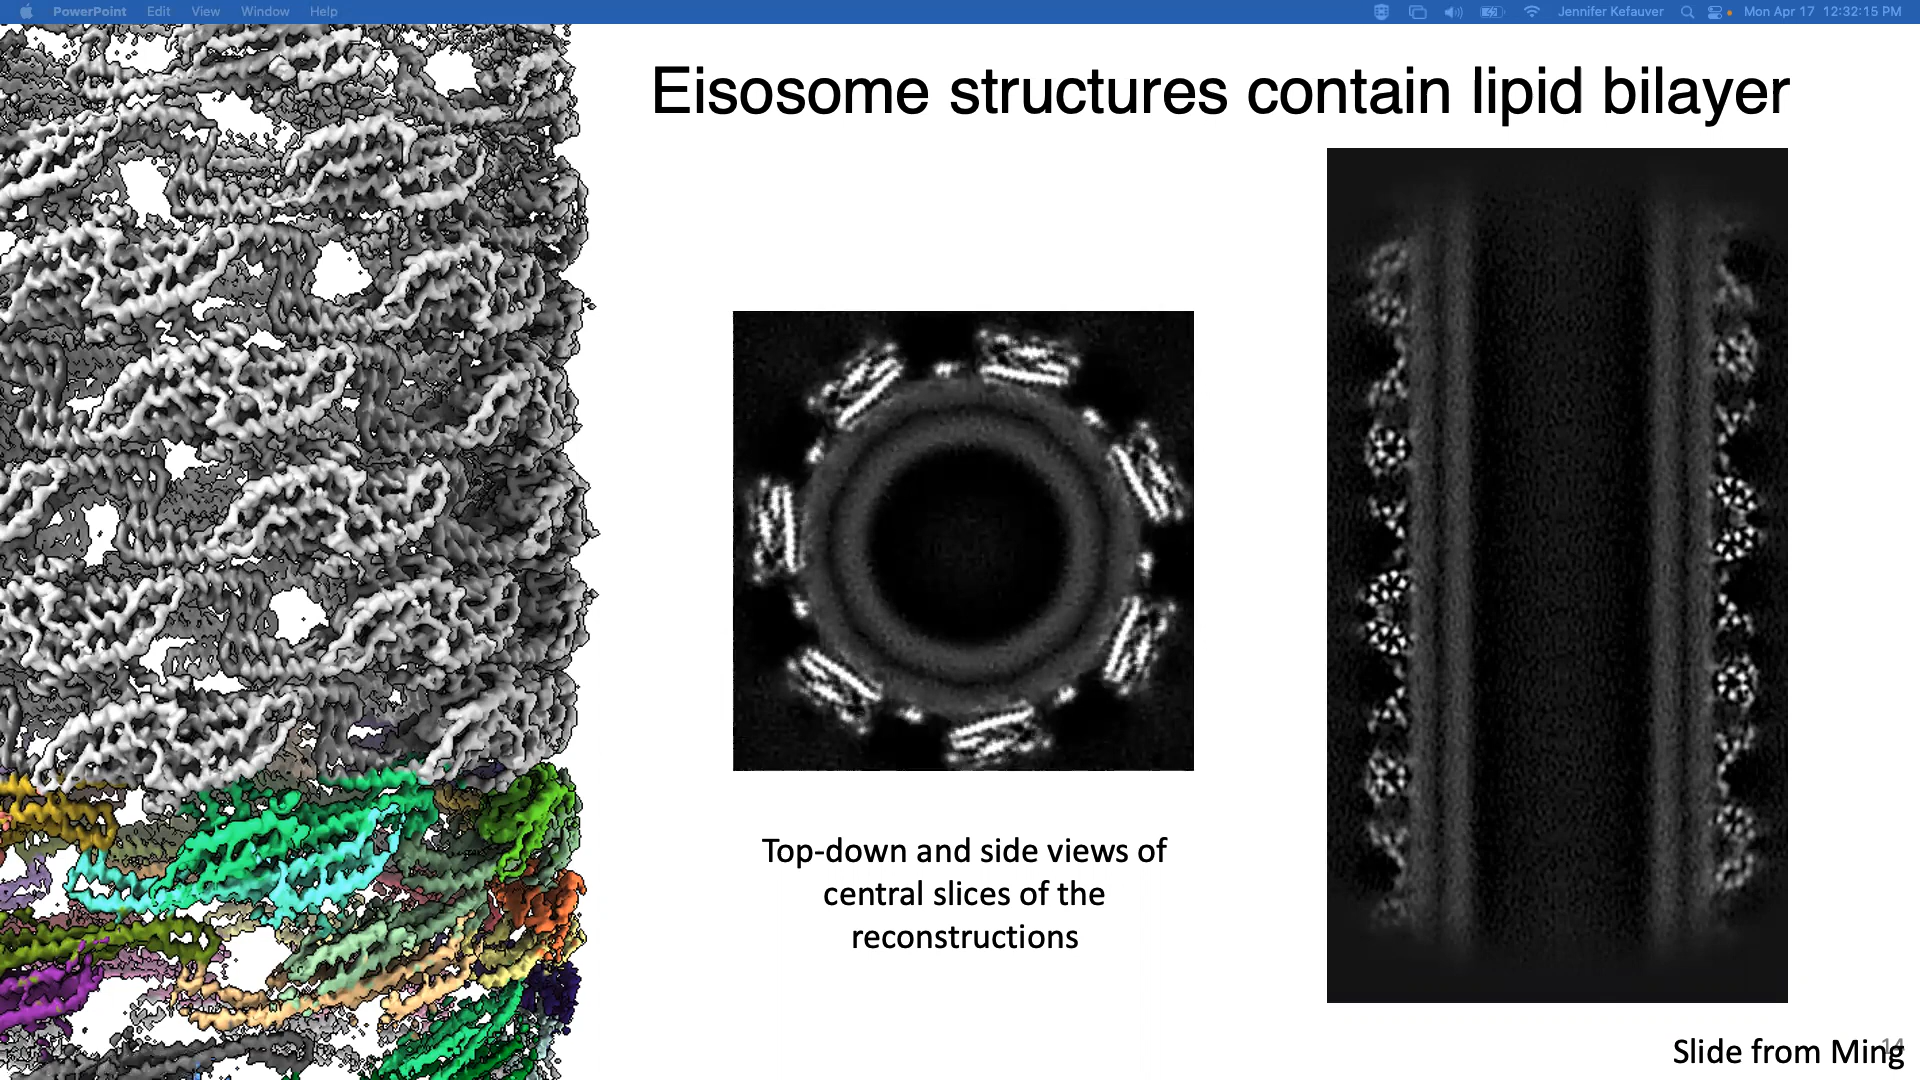 PowerPoint Edit View Window Help Jennifer Kefauver Mon Apr 17 12:32:15 PM
Eisosome structures contain lipid bilayer
Top-down and side views of
central slices of the
reconstructions
Slide from Ming
14